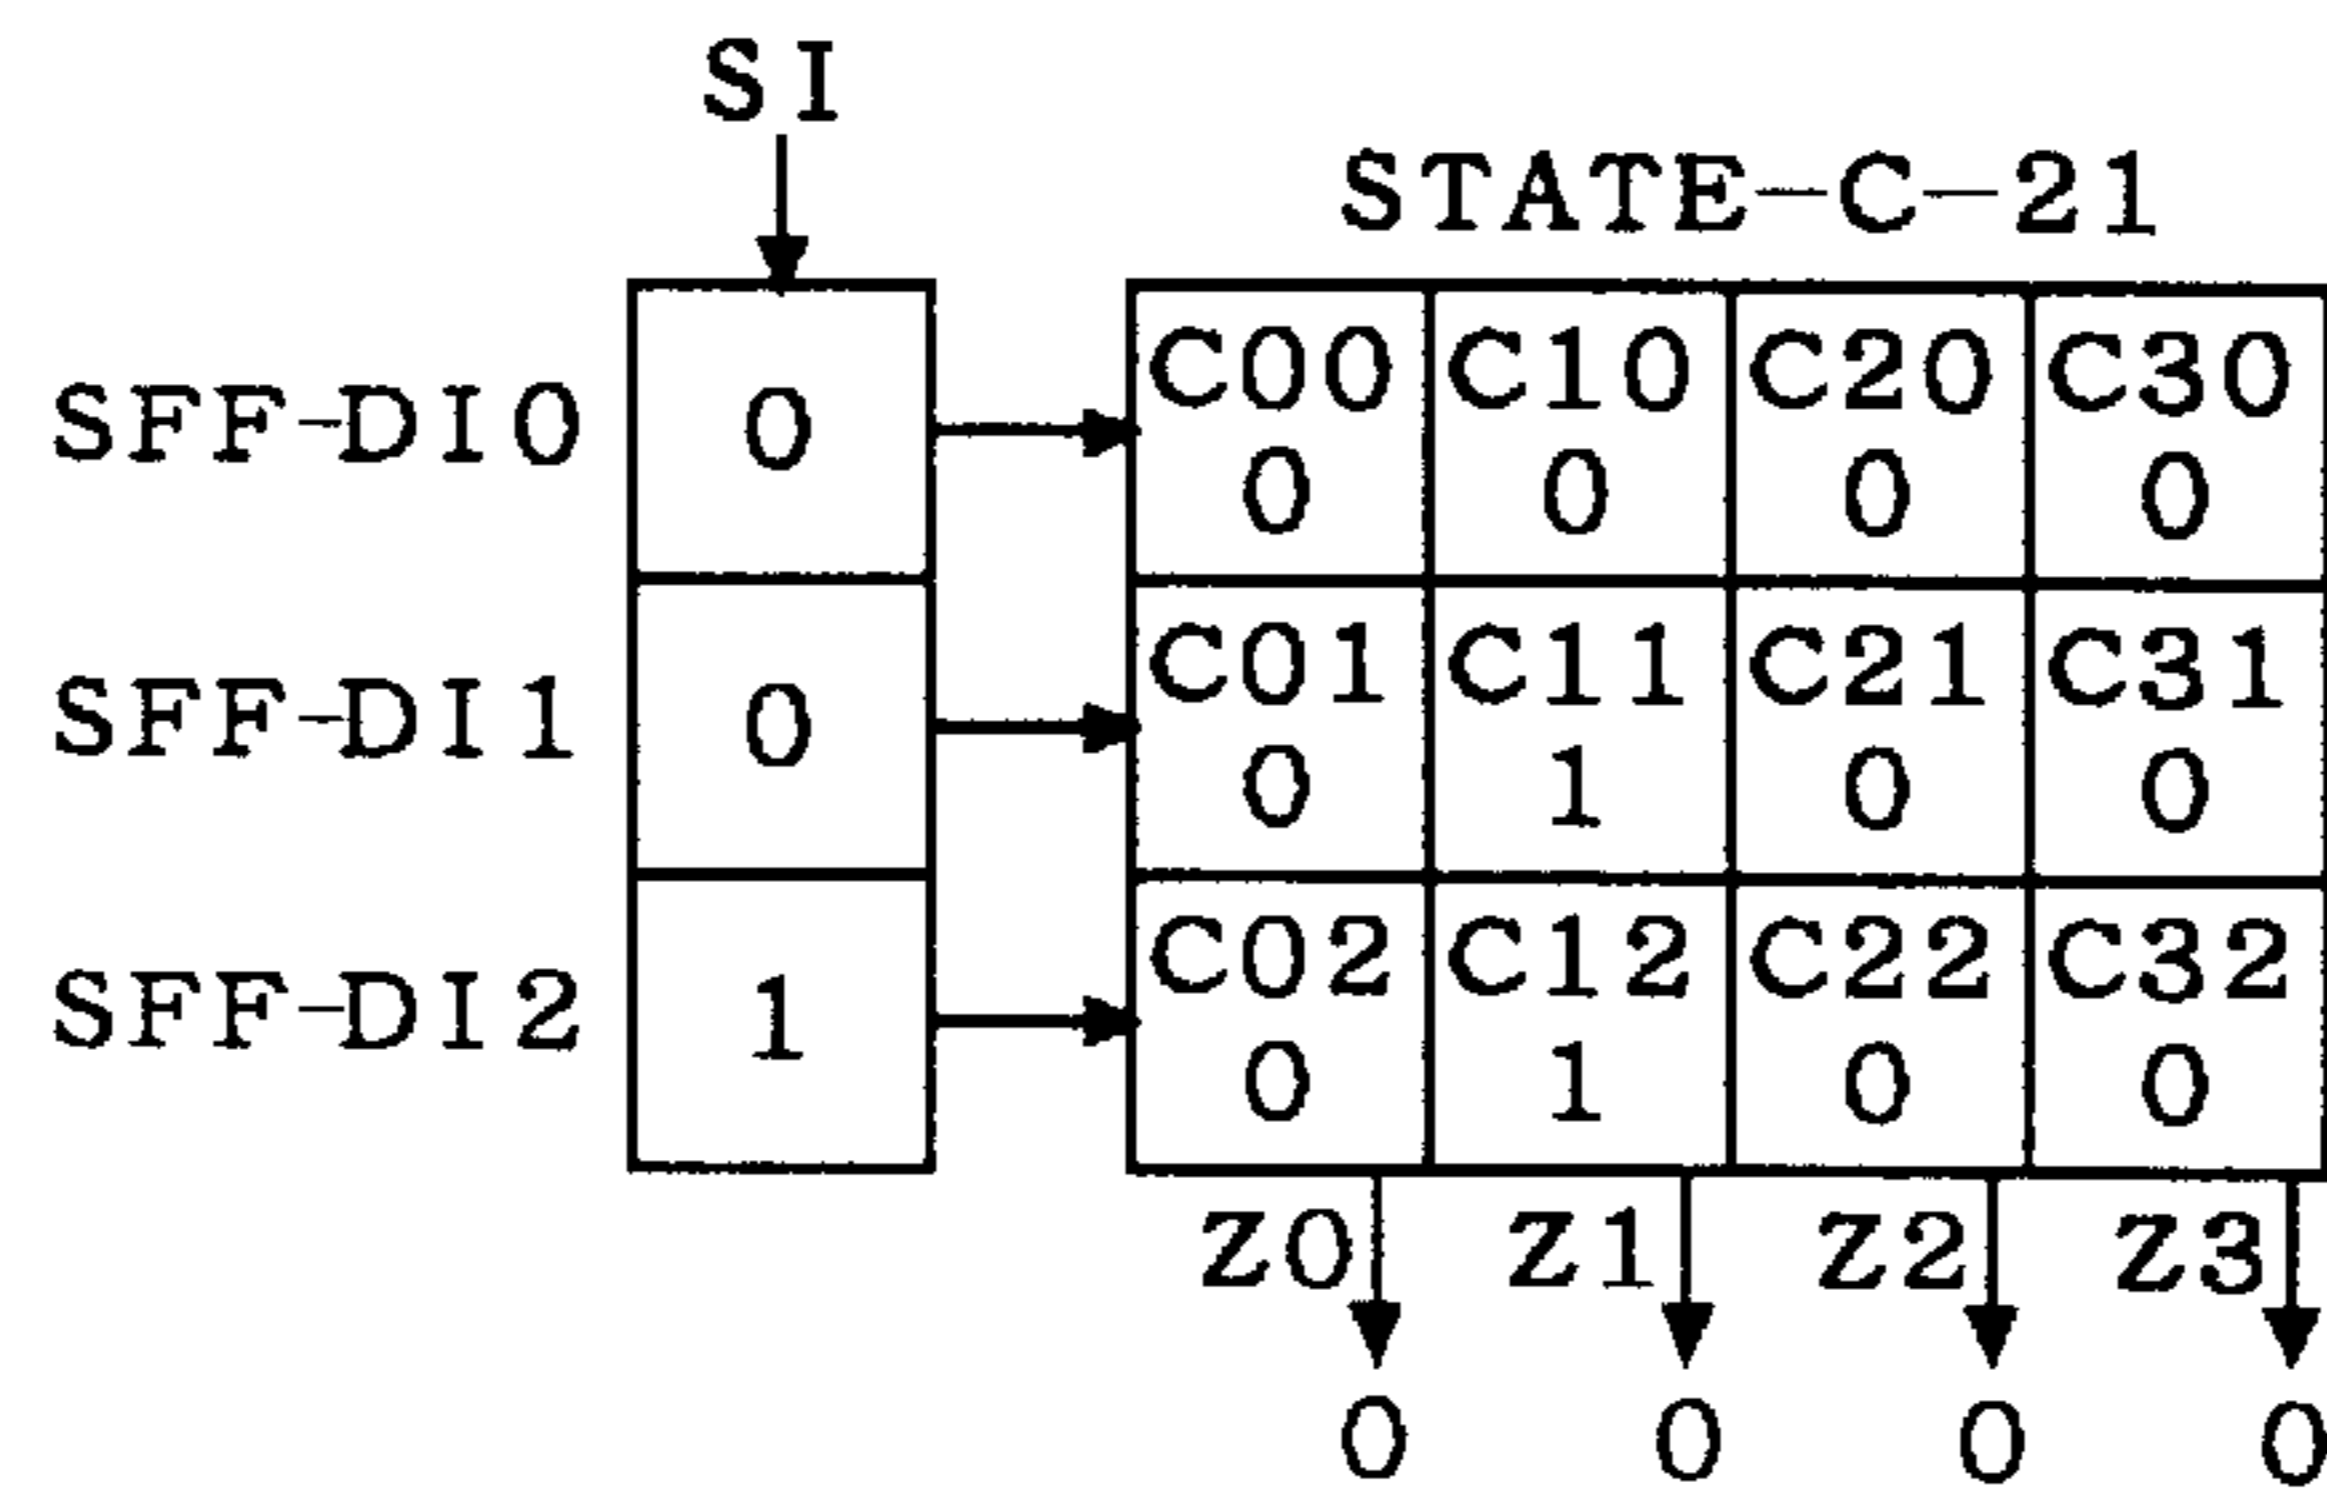 SI
STATE-C-21
SFF-DI0 0 C00 C10 C20 C30
0 0 0 0
SFF-DI1 0 C01 C11 C21 C31
0 1 0 0
SFF-DI2 1 C02 C12 C22 C32
0 1 0 0
Z0 Z1 Z2 Z3
0 0 0 0